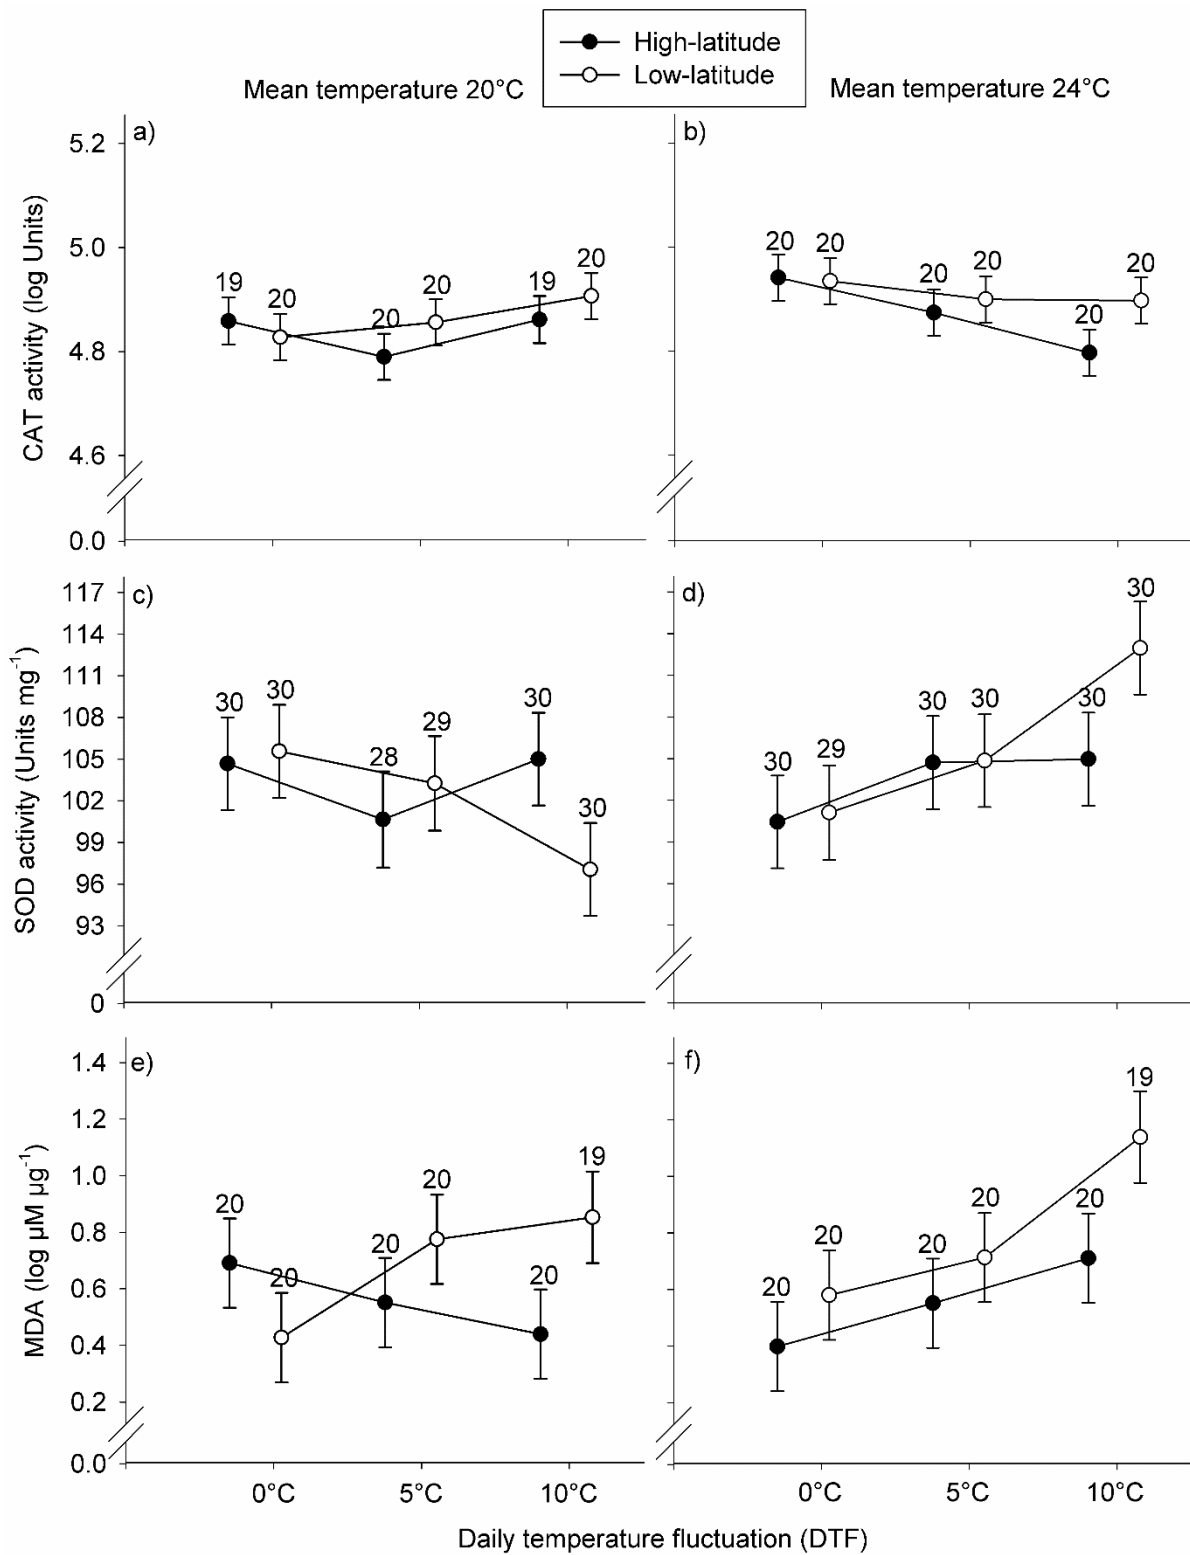 High-latitude
Low-latitude
Mean temperature 20°C
Mean temperature 24°C
a)
b)
CAT activity (log Units)
5.2
5.0
4.8
4.6
0.0
19
20
20
20
19
20
20
20
20
20
20
20
c)
d)
SOD activity (Units mg-1)
117
114
111
108
105
102
99
96
93
0
30
30
28
29
30
30
30
29
30
30
30
30
e)
f)
MDA (log µM µg-1)
1.4
1.2
1.0
0.8
0.6
0.4
0.2
0.0
20
20
20
20
20
19
20
20
20
20
20
19
0°C
5°C
10°C
0°C
5°C
10°C
Daily temperature fluctuation (DTF)